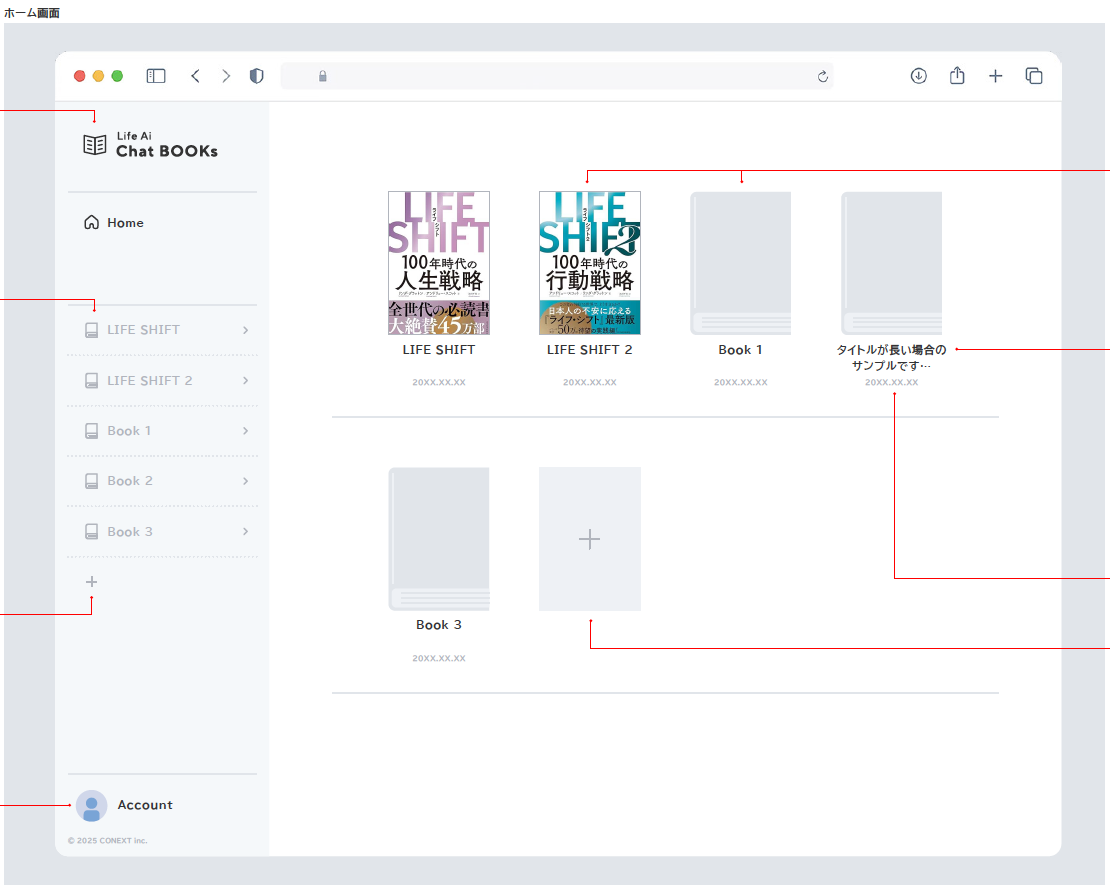 ホーム画面
Life Ai
Chat BOOKs
Home
LIFE SHIFT
LIFE SHIFT 2
Book 1
Book 2
Book 3
Account
© 2025 CONEXT Inc.
LIFE
SHIFT
ライフ・シフト
100年時代の
人生戦略
全世代の必読書
大絶賛45万部
LIFE SHIFT
20XX.XX.XX
LIFE
SHIFT2
ライフ・シフト2
100年時代の
行動戦略
日本人の不安に応える
『ライフ・シフト』最新版
LIFE SHIFT 2
20XX.XX.XX
Book 1
20XX.XX.XX
タイトルが長い場合の
サンプルです…
20XX.XX.XX
Book 3
20XX.XX.XX